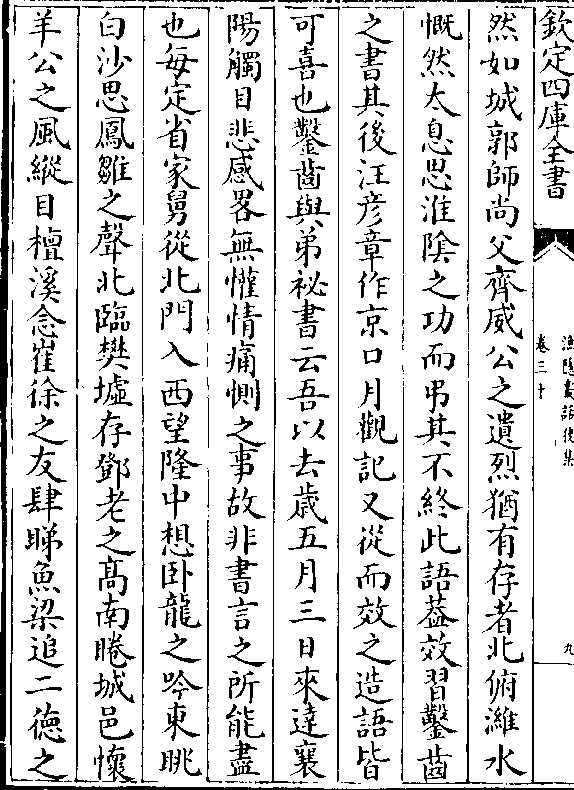 欽定四庫全書
漁隱叢話後集
卷三十
九
然如城郭師尚父齊威公之遺烈猶有存者北俯濰水
慨然太息思淮陰之功而弔其不終此語葢效習鑿齒
之書其後汪彦章作京口月觀記又從而效之造語皆
可喜也鑿齒與弟祕書云吾以去歲五月三日來達襄
陽觸目悲感畧無懽情痛惻之事故非書言之所能盡
也每定省家舅從北門入西望隆中想卧龍之吟東眺
白沙思鳳雛之聲北臨樊墟存鄧老之髙南睠城邑懷
羊公之風縱目檀溪念崔徐之友肆睇魚梁追二德之